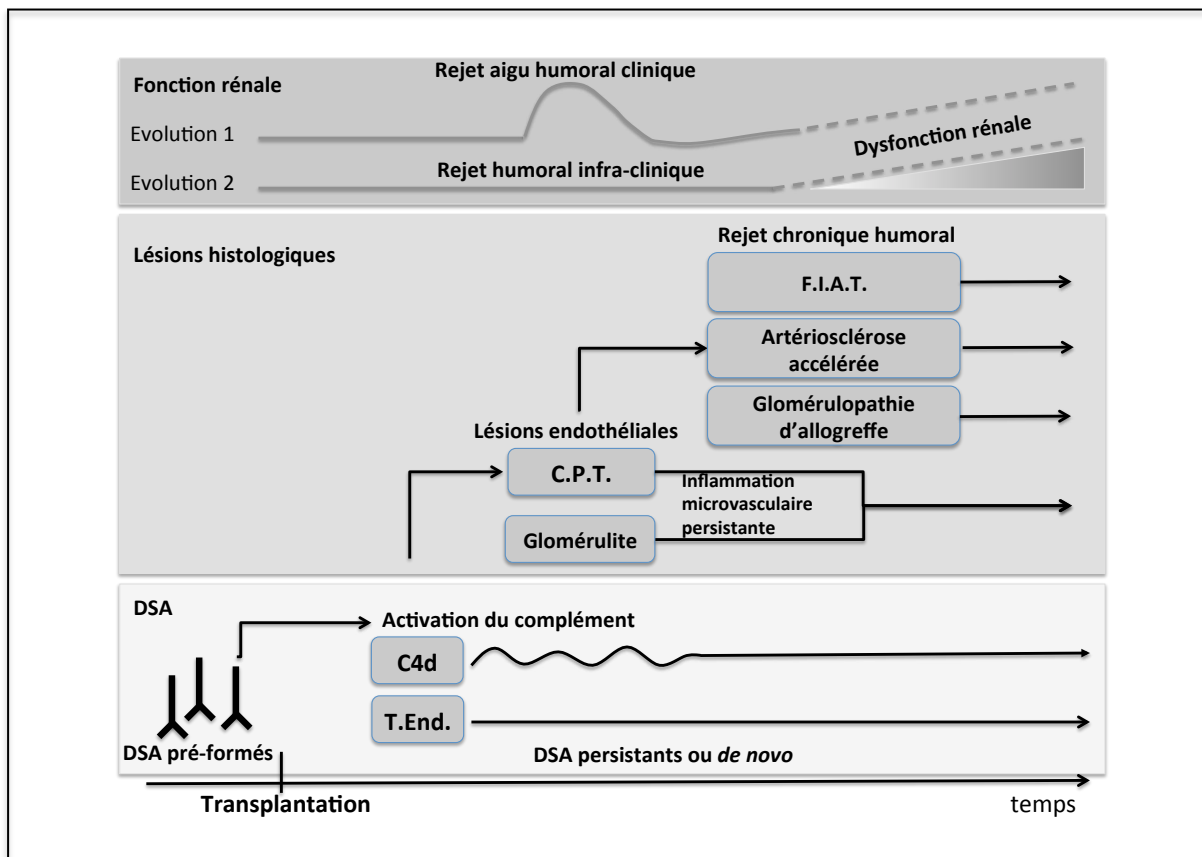 Fonction rénale
Rejet aigu humoral clinique
Evolution 1
Dysfonction rénale
Rejet humoral infra-clinique
Evolution 2
Lésions histologiques
Rejet chronique humoral
F.I.A.T.
Artériosclérose
accélérée
Glomérulopathie
d'allogreffe
Lésions endothéliales
C.P.T.
Inflammation
microvasculaire
persistante
Glomérulite
DSA
Activation du complément
C4d
T.End.
DSA pré-formés
DSA persistants ou de novo
Transplantation
temps